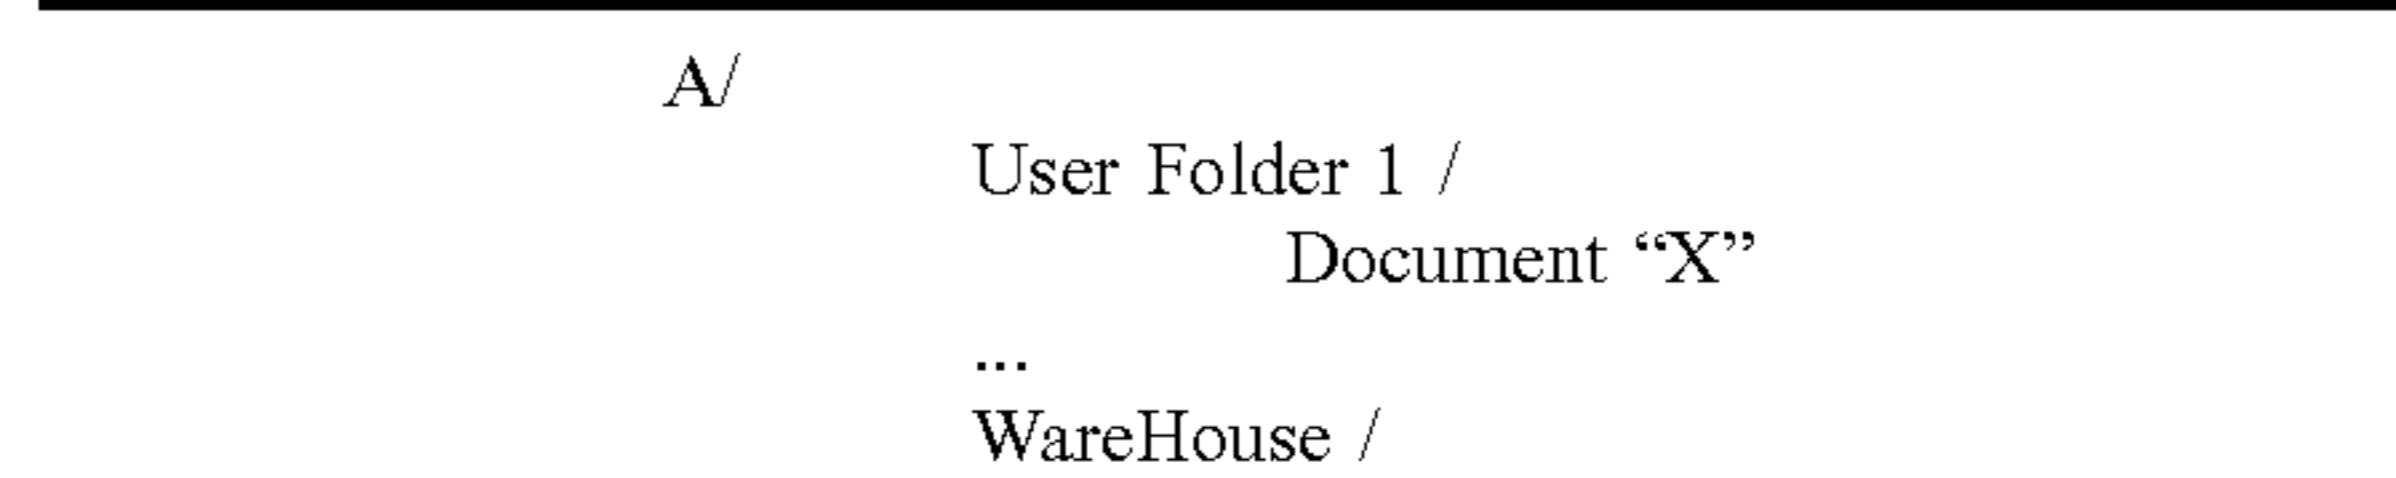 A/
User Folder 1 /
Document “X”
...
WareHouse /